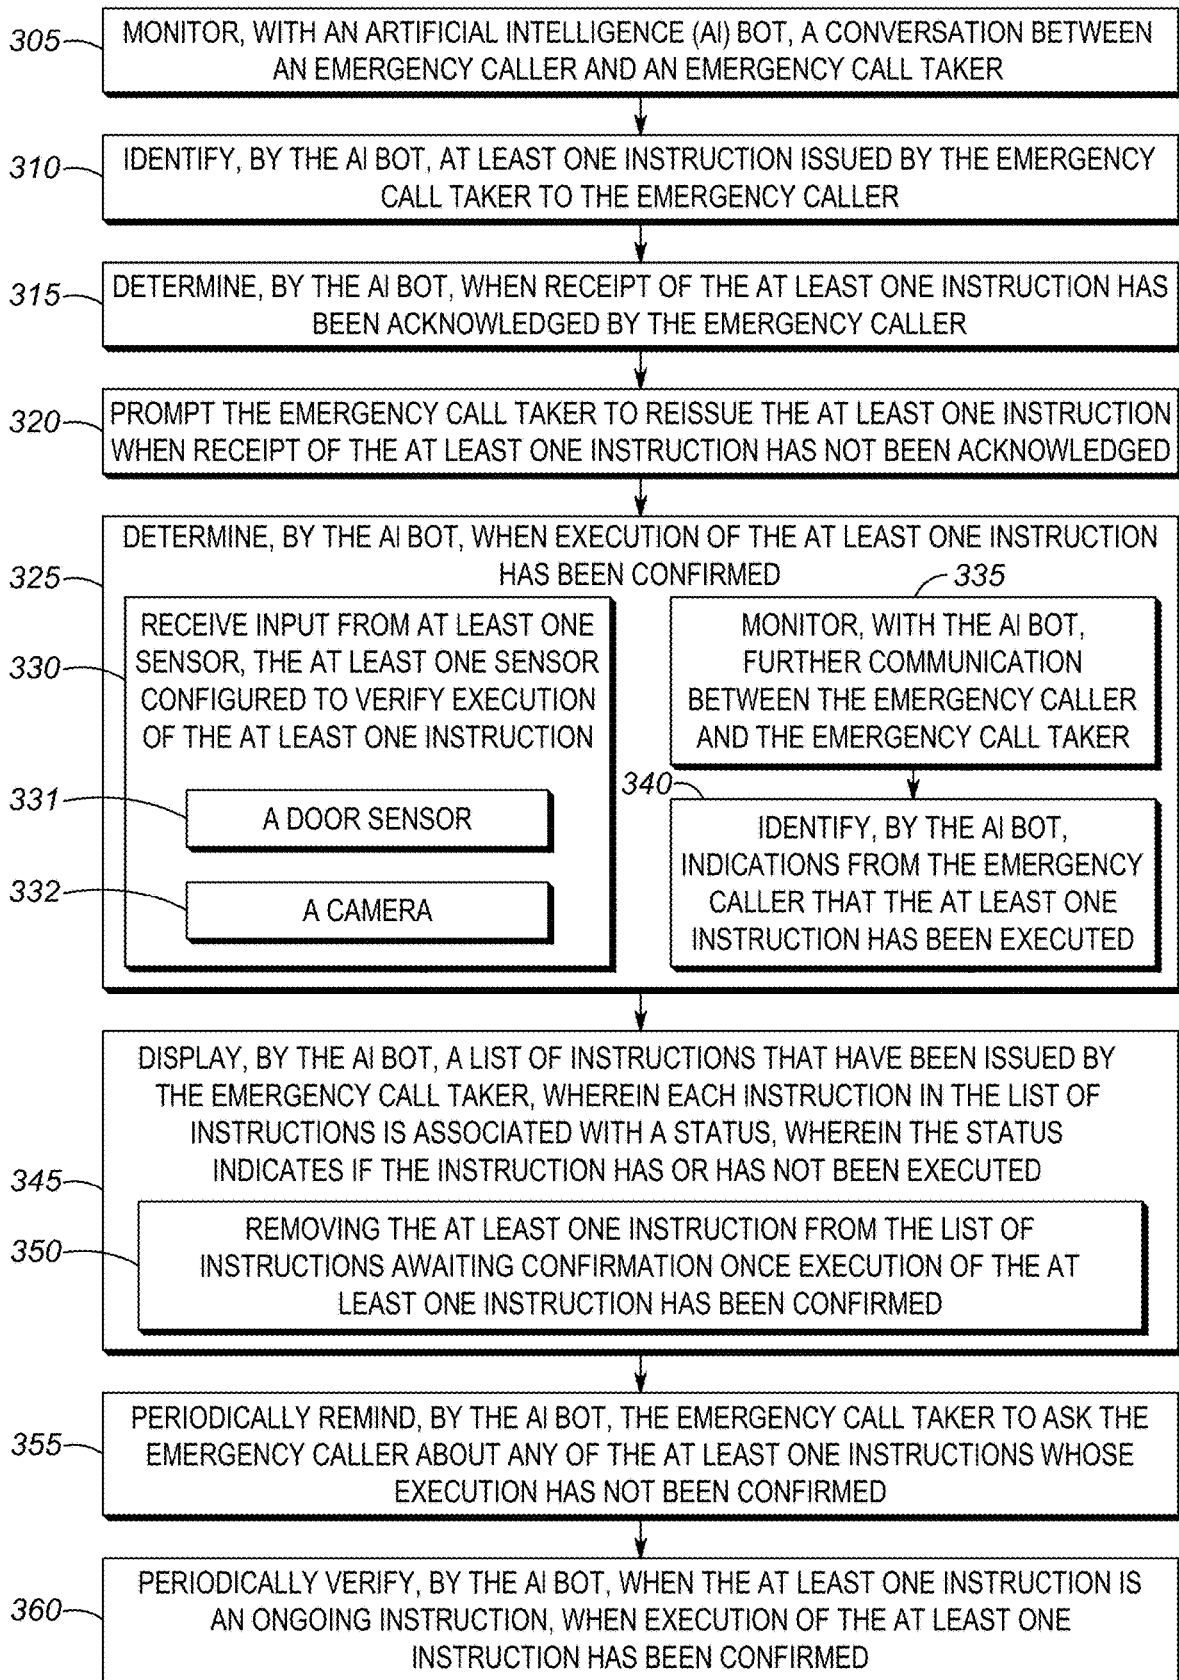 305
MONITOR, WITH AN ARTIFICIAL INTELLIGENCE (AI) BOT, A CONVERSATION BETWEEN
AN EMERGENCY CALLER AND AN EMERGENCY CALL TAKER
310
IDENTIFY, BY THE AI BOT, AT LEAST ONE INSTRUCTION ISSUED BY THE EMERGENCY
CALL TAKER TO THE EMERGENCY CALLER
315
DETERMINE, BY THE AI BOT, WHEN RECEIPT OF THE AT LEAST ONE INSTRUCTION HAS
BEEN ACKNOWLEDGED BY THE EMERGENCY CALLER
320
PROMPT THE EMERGENCY CALL TAKER TO REISSUE THE AT LEAST ONE INSTRUCTION
WHEN RECEIPT OF THE AT LEAST ONE INSTRUCTION HAS NOT BEEN ACKNOWLEDGED
325
DETERMINE, BY THE AI BOT, WHEN EXECUTION OF THE AT LEAST ONE INSTRUCTION
HAS BEEN CONFIRMED
330
RECEIVE INPUT FROM AT LEAST ONE
SENSOR, THE AT LEAST ONE SENSOR
CONFIGURED TO VERIFY EXECUTION
OF THE AT LEAST ONE INSTRUCTION
331
A DOOR SENSOR
332
A CAMERA
335
MONITOR, WITH THE AI BOT,
FURTHER COMMUNICATION
BETWEEN THE EMERGENCY CALLER
AND THE EMERGENCY CALL TAKER
340
IDENTIFY, BY THE AI BOT,
INDICATIONS FROM THE EMERGENCY
CALLER THAT THE AT LEAST ONE
INSTRUCTION HAS BEEN EXECUTED
345
DISPLAY, BY THE AI BOT, A LIST OF INSTRUCTIONS THAT HAVE BEEN ISSUED BY
THE EMERGENCY CALL TAKER, WHEREIN EACH INSTRUCTION IN THE LIST OF
INSTRUCTIONS IS ASSOCIATED WITH A STATUS, WHEREIN THE STATUS
INDICATES IF THE INSTRUCTION HAS OR HAS NOT BEEN EXECUTED
350
REMOVING THE AT LEAST ONE INSTRUCTION FROM THE LIST OF
INSTRUCTIONS AWAITING CONFIRMATION ONCE EXECUTION OF THE AT
LEAST ONE INSTRUCTION HAS BEEN CONFIRMED
355
PERIODICALLY REMIND, BY THE AI BOT, THE EMERGENCY CALL TAKER TO ASK THE
EMERGENCY CALLER ABOUT ANY OF THE AT LEAST ONE INSTRUCTIONS WHOSE
EXECUTION HAS NOT BEEN CONFIRMED
360
PERIODICALLY VERIFY, BY THE AI BOT, WHEN THE AT LEAST ONE INSTRUCTION IS
AN ONGOING INSTRUCTION, WHEN EXECUTION OF THE AT LEAST ONE
INSTRUCTION HAS BEEN CONFIRMED